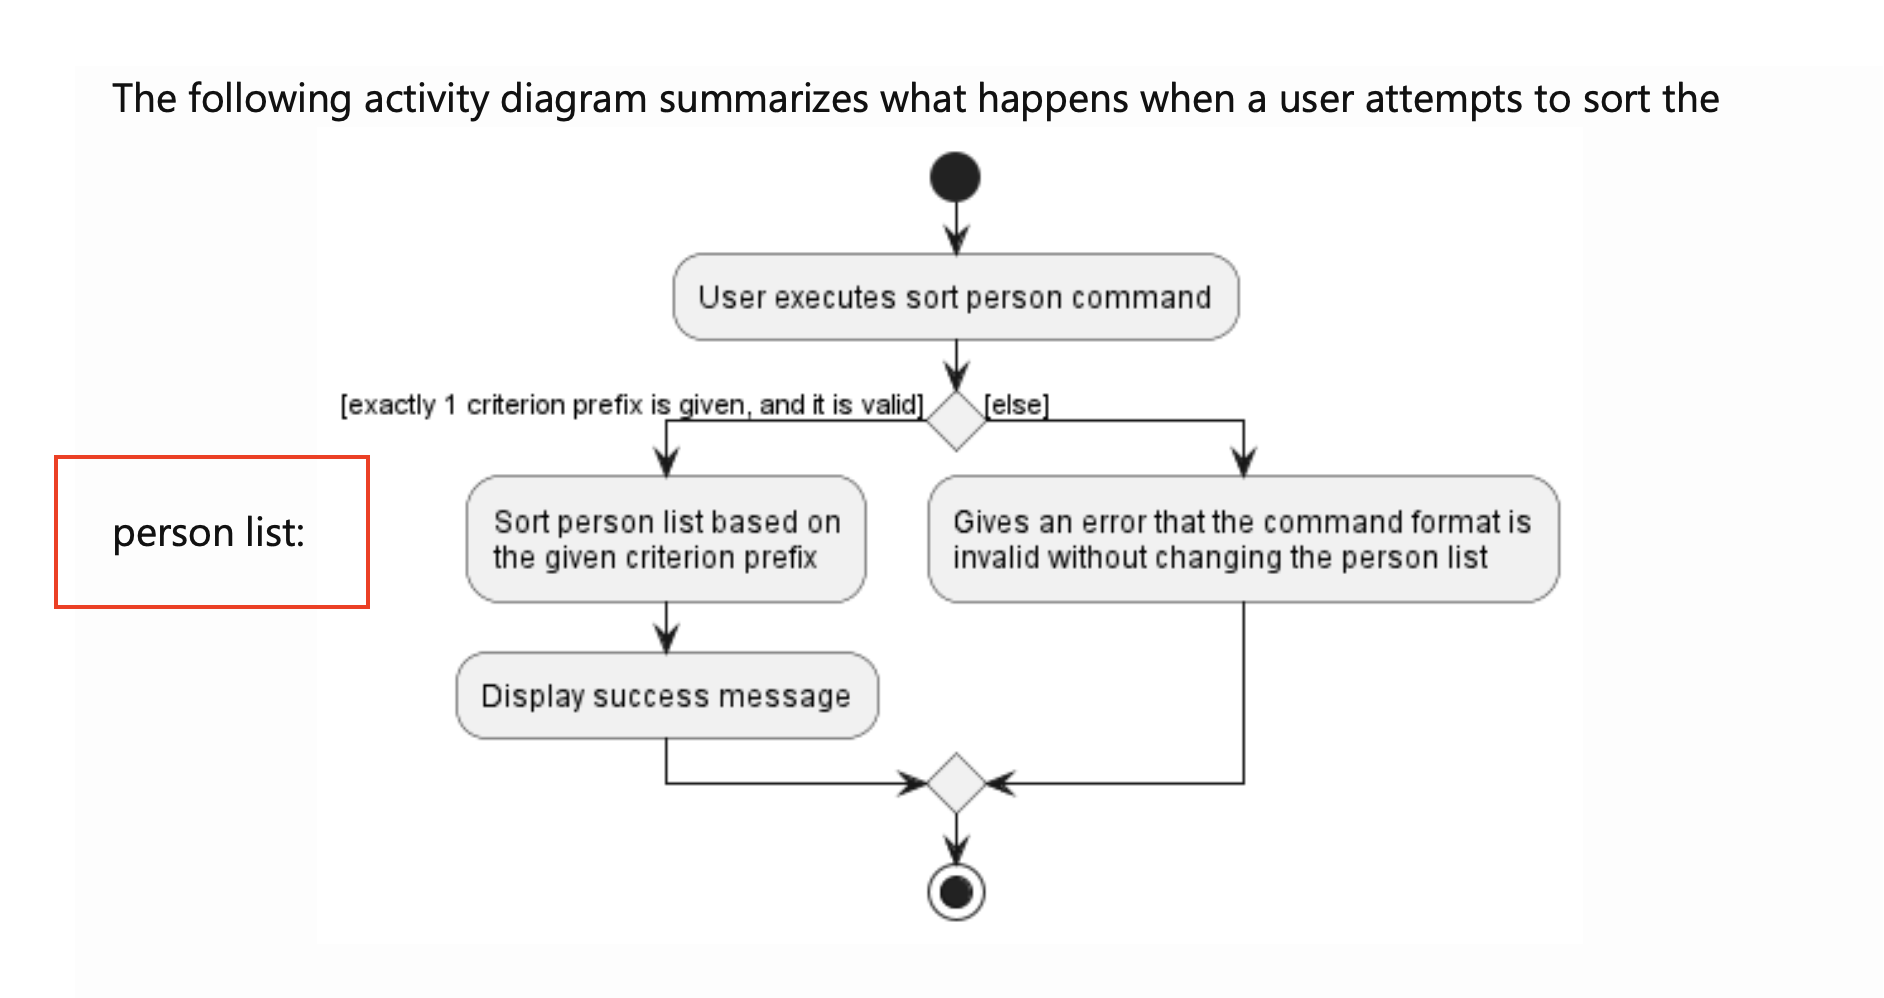 The following activity diagram summarizes what happens when a user attempts to sort the
User executes sort person command
[exactly 1 criterion prefix is given, and it is valid]
[else]
person list:
Sort person list based on
the given criterion prefix
Gives an error that the command format is
invalid without changing the person list
Display success message